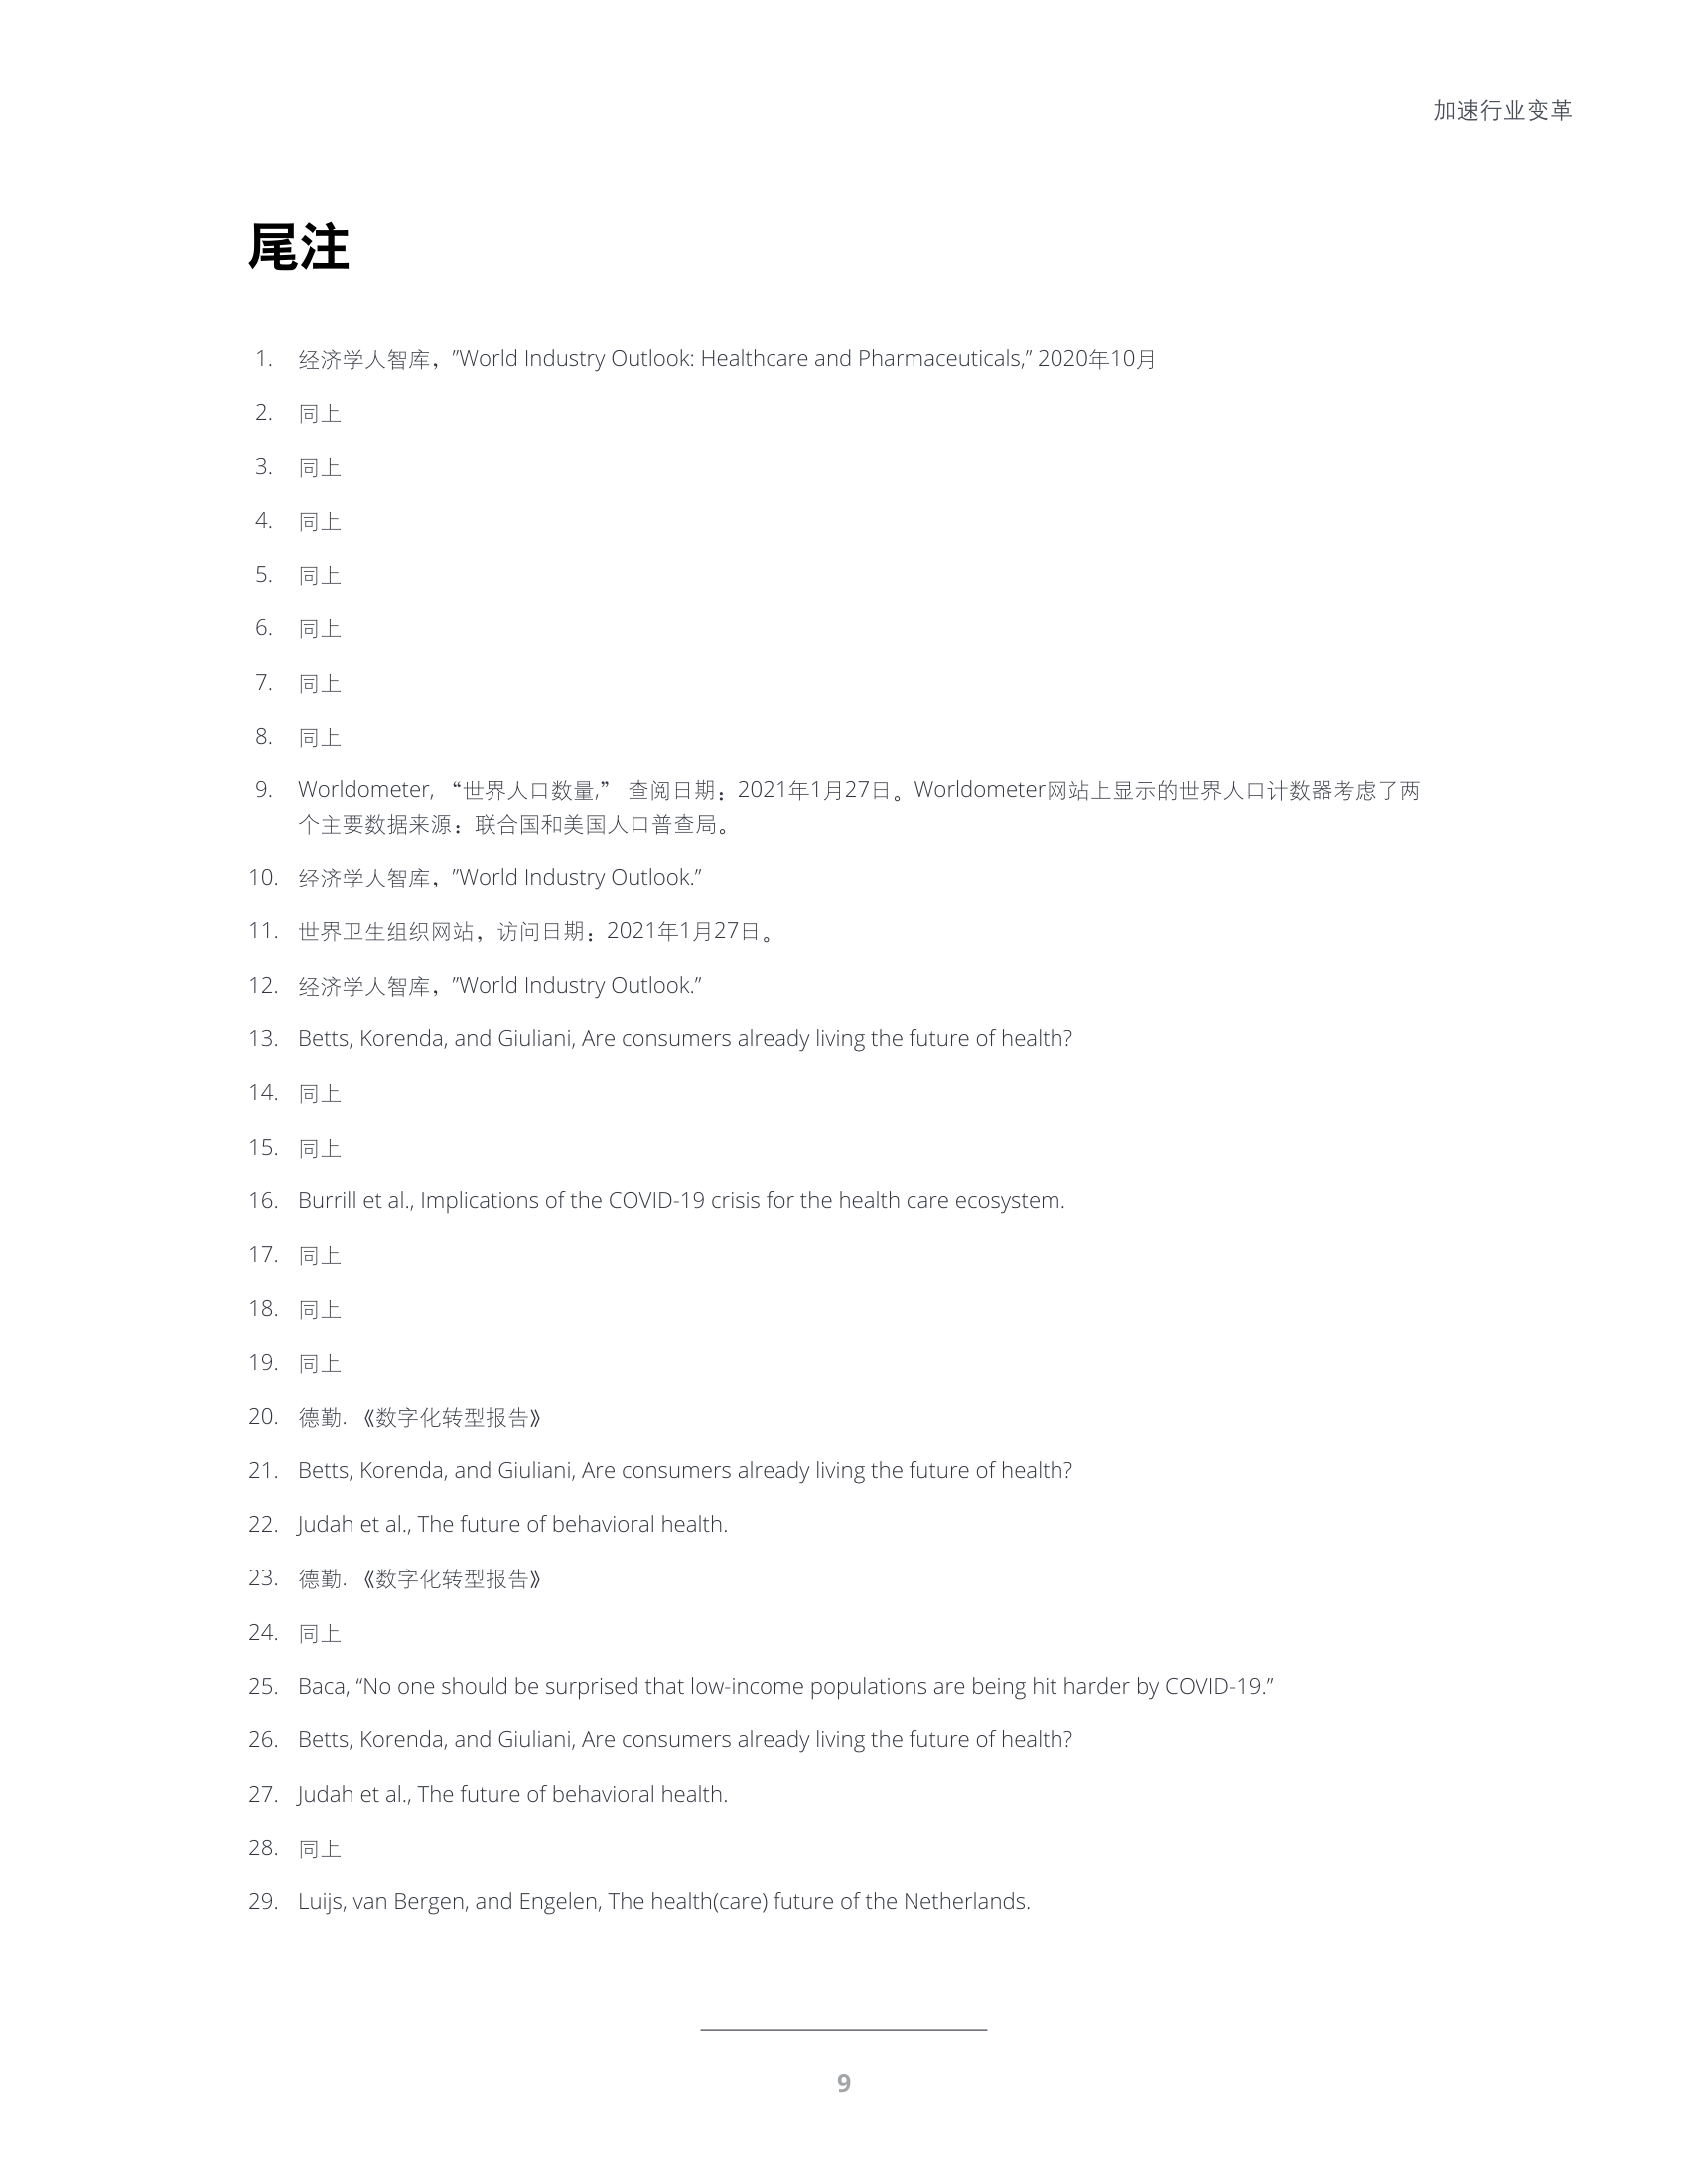 加速行业变革
尾注
1. 经济学人智库，”World Industry Outlook: Healthcare and Pharmaceuticals,” 2020年10月
2. 同上
3. 同上
4. 同上
5. 同上
6. 同上
7. 同上
8. 同上
9. Worldometer, “世界人口数量,” 查阅日期：2021年1月27日。Worldometer网站上显示的世界人口计数器考虑了两
个主要数据来源：联合国和美国人口普查局。
10. 经济学人智库，”World Industry Outlook.”
11. 世界卫生组织网站，访问日期：2021年1月27日。
12. 经济学人智库，”World Industry Outlook.”
13. Betts, Korenda, and Giuliani, Are consumers already living the future of health?
14. 同上
15. 同上
16. Burrill et al., Implications of the COVID-19 crisis for the health care ecosystem.
17. 同上
18. 同上
19. 同上
20. 德勤. 《数字化转型报告》
21. Betts, Korenda, and Giuliani, Are consumers already living the future of health?
22. Judah et al., The future of behavioral health.
23. 德勤. 《数字化转型报告》
24. 同上
25. Baca, “No one should be surprised that low-income populations are being hit harder by COVID-19.”
26. Betts, Korenda, and Giuliani, Are consumers already living the future of health?
27. Judah et al., The future of behavioral health.
28. 同上
29. Luijs, van Bergen, and Engelen, The health(care) future of the Netherlands.
9